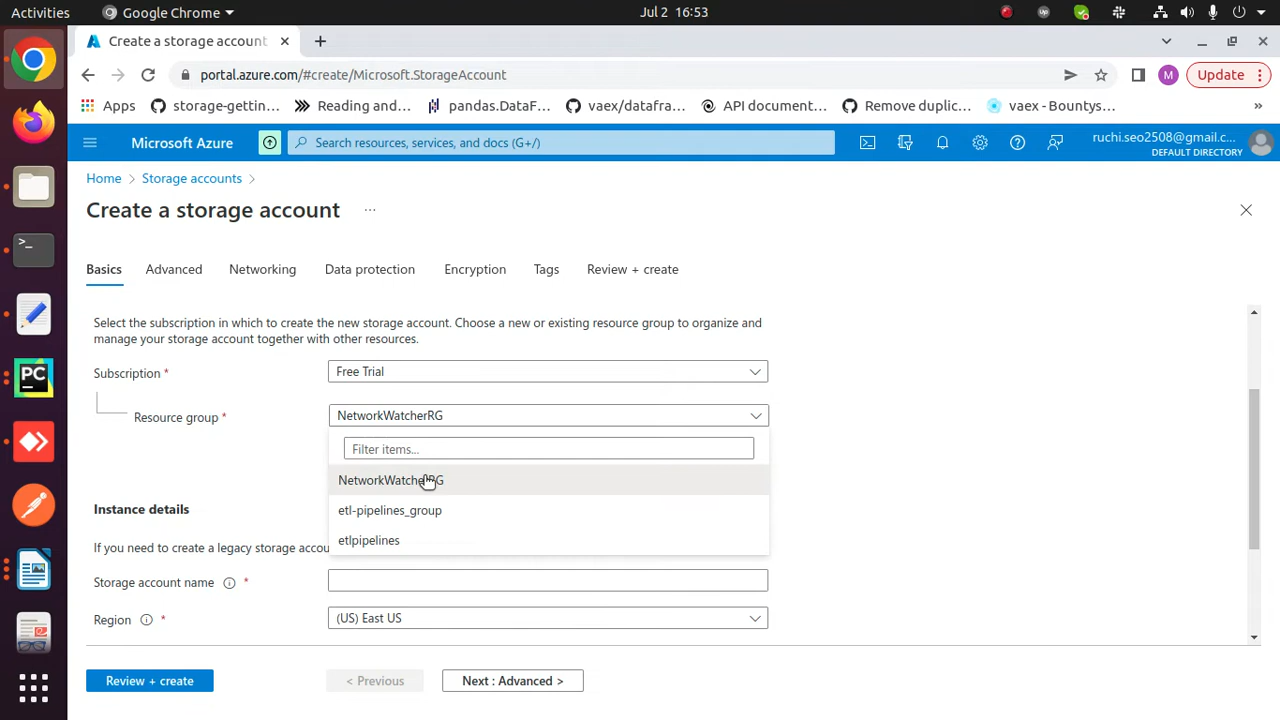 Activities
Google Chrome
Jul 2 16:53
Create a storage account
portal.azure.com/#create/Microsoft.StorageAccount
Update
Apps
storage-gettin...
Reading and...
pandas.DataF...
vaex/datafra...
API document...
Remove duplic...
vaex - Bountys...
»
Microsoft Azure
Search resources, services, and docs (G+/)
ruchi.seo2508@gmail.c...
DEFAULT DIRECTORY
Home > Storage accounts >
Create a storage account ...
Basics
Advanced
Networking
Data protection
Encryption
Tags
Review + create
Select the subscription in which to create the new storage account. Choose a new or existing resource group to organize and
manage your storage account together with other resources.
Subscription *
Free Trial
Resource group *
NetworkWatcherRG
Filter items...
NetworkWatcherRG
etl-pipelines_group
etlpipelines
Instance details
If you need to create a legacy storage accou
Storage account name *
Region *
(US) East US
Review + create
< Previous
Next : Advanced >